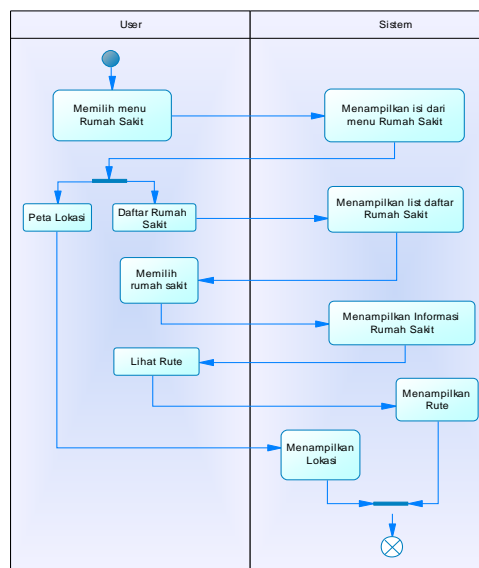 User
Sistem
Memilih menu
Rumah Sakit
Menampilkan isi dari
menu Rumah Sakit
Peta Lokasi
Daftar Rumah
Sakit
Menampilkan list daftar
Rumah Sakit
Memilih
rumah sakit
Menampilkan Informasi
Rumah Sakit
Lihat Rute
Menampilkan
Rute
Menampilkan
Lokasi